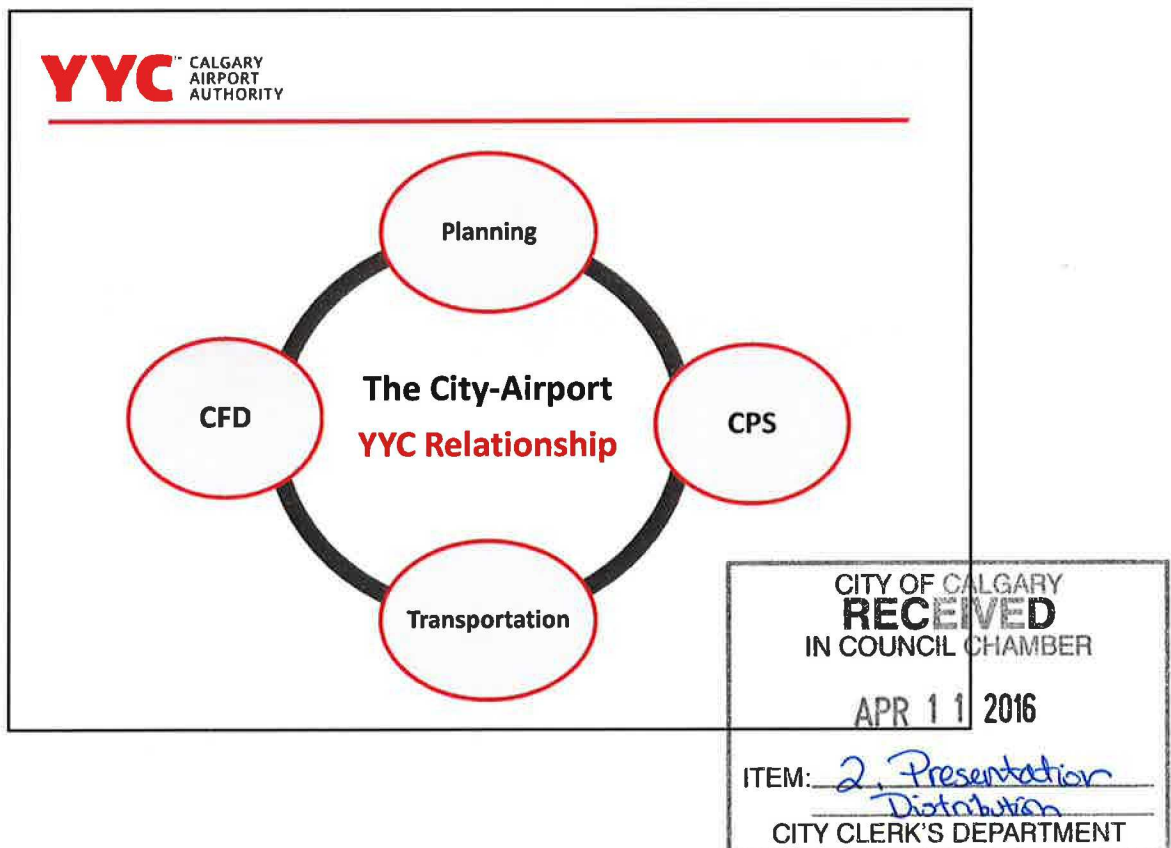 YYC™ CALGARY
AIRPORT
AUTHORITY
Planning
CFD
The City-Airport
YYC Relationship
CPS
Transportation
CITY OF CALGARY
RECEIVED
IN COUNCIL CHAMBER
APR 11 2016
ITEM: 2. Presentation
Distribution
CITY CLERK'S DEPARTMENT